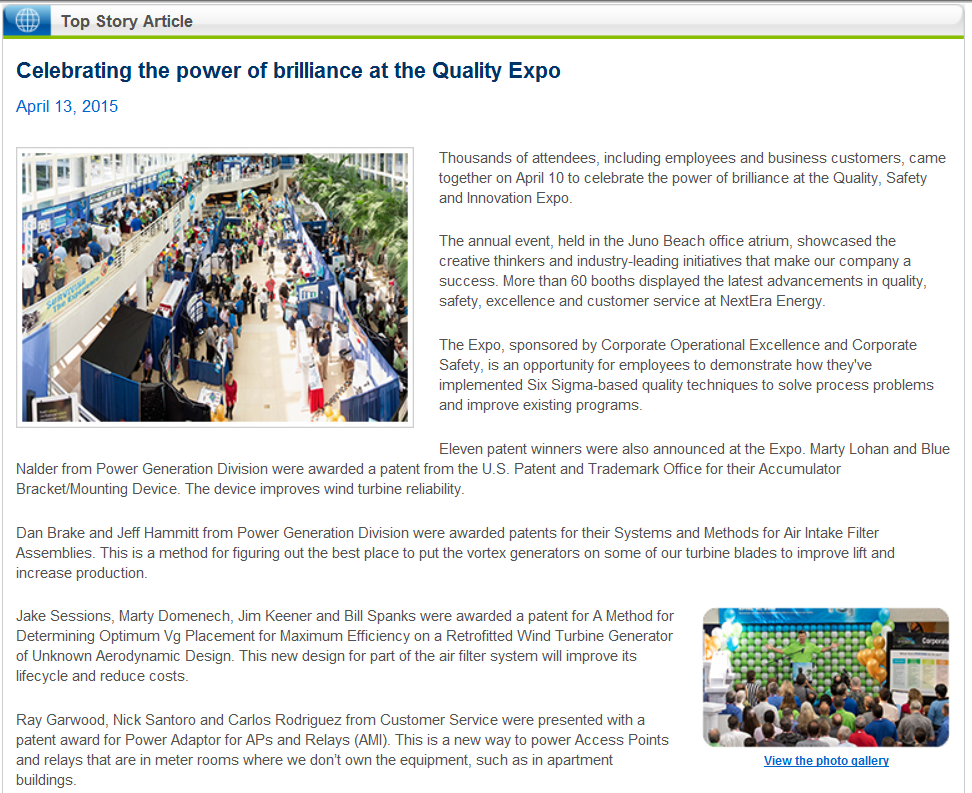 Top Story Article
Celebrating the power of brilliance at the Quality Expo
April 13, 2015
Thousands of attendees, including employees and business customers, came
together on April 10 to celebrate the power of brilliance at the Quality, Safety
and Innovation Expo.
The annual event, held in the Juno Beach office atrium, showcased the
creative thinkers and industry-leading initiatives that make our company a
success. More than 60 booths displayed the latest advancements in quality,
safety, excellence and customer service at NextEra Energy.
The Expo, sponsored by Corporate Operational Excellence and Corporate
Safety, is an opportunity for employees to demonstrate how they've
implemented Six Sigma-based quality techniques to solve process problems
and improve existing programs.
Eleven patent winners were also announced at the Expo. Marty Lohan and Blue
Nalder from Power Generation Division were awarded a patent from the U.S. Patent and Trademark Office for their Accumulator
Bracket/Mounting Device. The device improves wind turbine reliability.
Dan Brake and Jeff Hammitt from Power Generation Division were awarded patents for their Systems and Methods for Air Intake Filter
Assemblies. This is a method for figuring out the best place to put the vortex generators on some of our turbine blades to improve lift and
increase production.
Jake Sessions, Marty Domenech, Jim Keener and Bill Spanks were awarded a patent for A Method for
Determining Optimum Vg Placement for Maximum Efficiency on a Retrofitted Wind Turbine Generator
of Unknown Aerodynamic Design. This new design for part of the air filter system will improve its
lifecycle and reduce costs.
Ray Garwood, Nick Santoro and Carlos Rodriguez from Customer Service were presented with a
patent award for Power Adaptor for APs and Relays (AMI). This is a new way to power Access Points
and relays that are in meter rooms where we don't own the equipment, such as in apartment
buildings.
Corporate
View the photo gallery